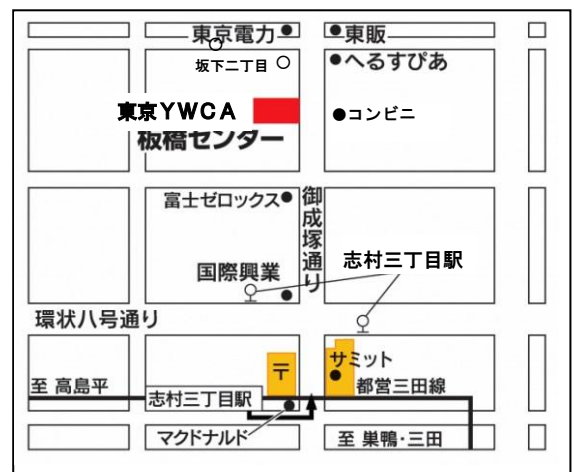 東京電力
東販
坂下二丁目
へるすぴあ
東京YWCA
板橋センター
コンビニ
富士ゼロックス
御成塚通り
国際興業
志村三丁目駅
環状八号通り
〒
サミット
至 高島平
志村三丁目駅
都営三田線
マクドナルド
至 巣鴨・三田